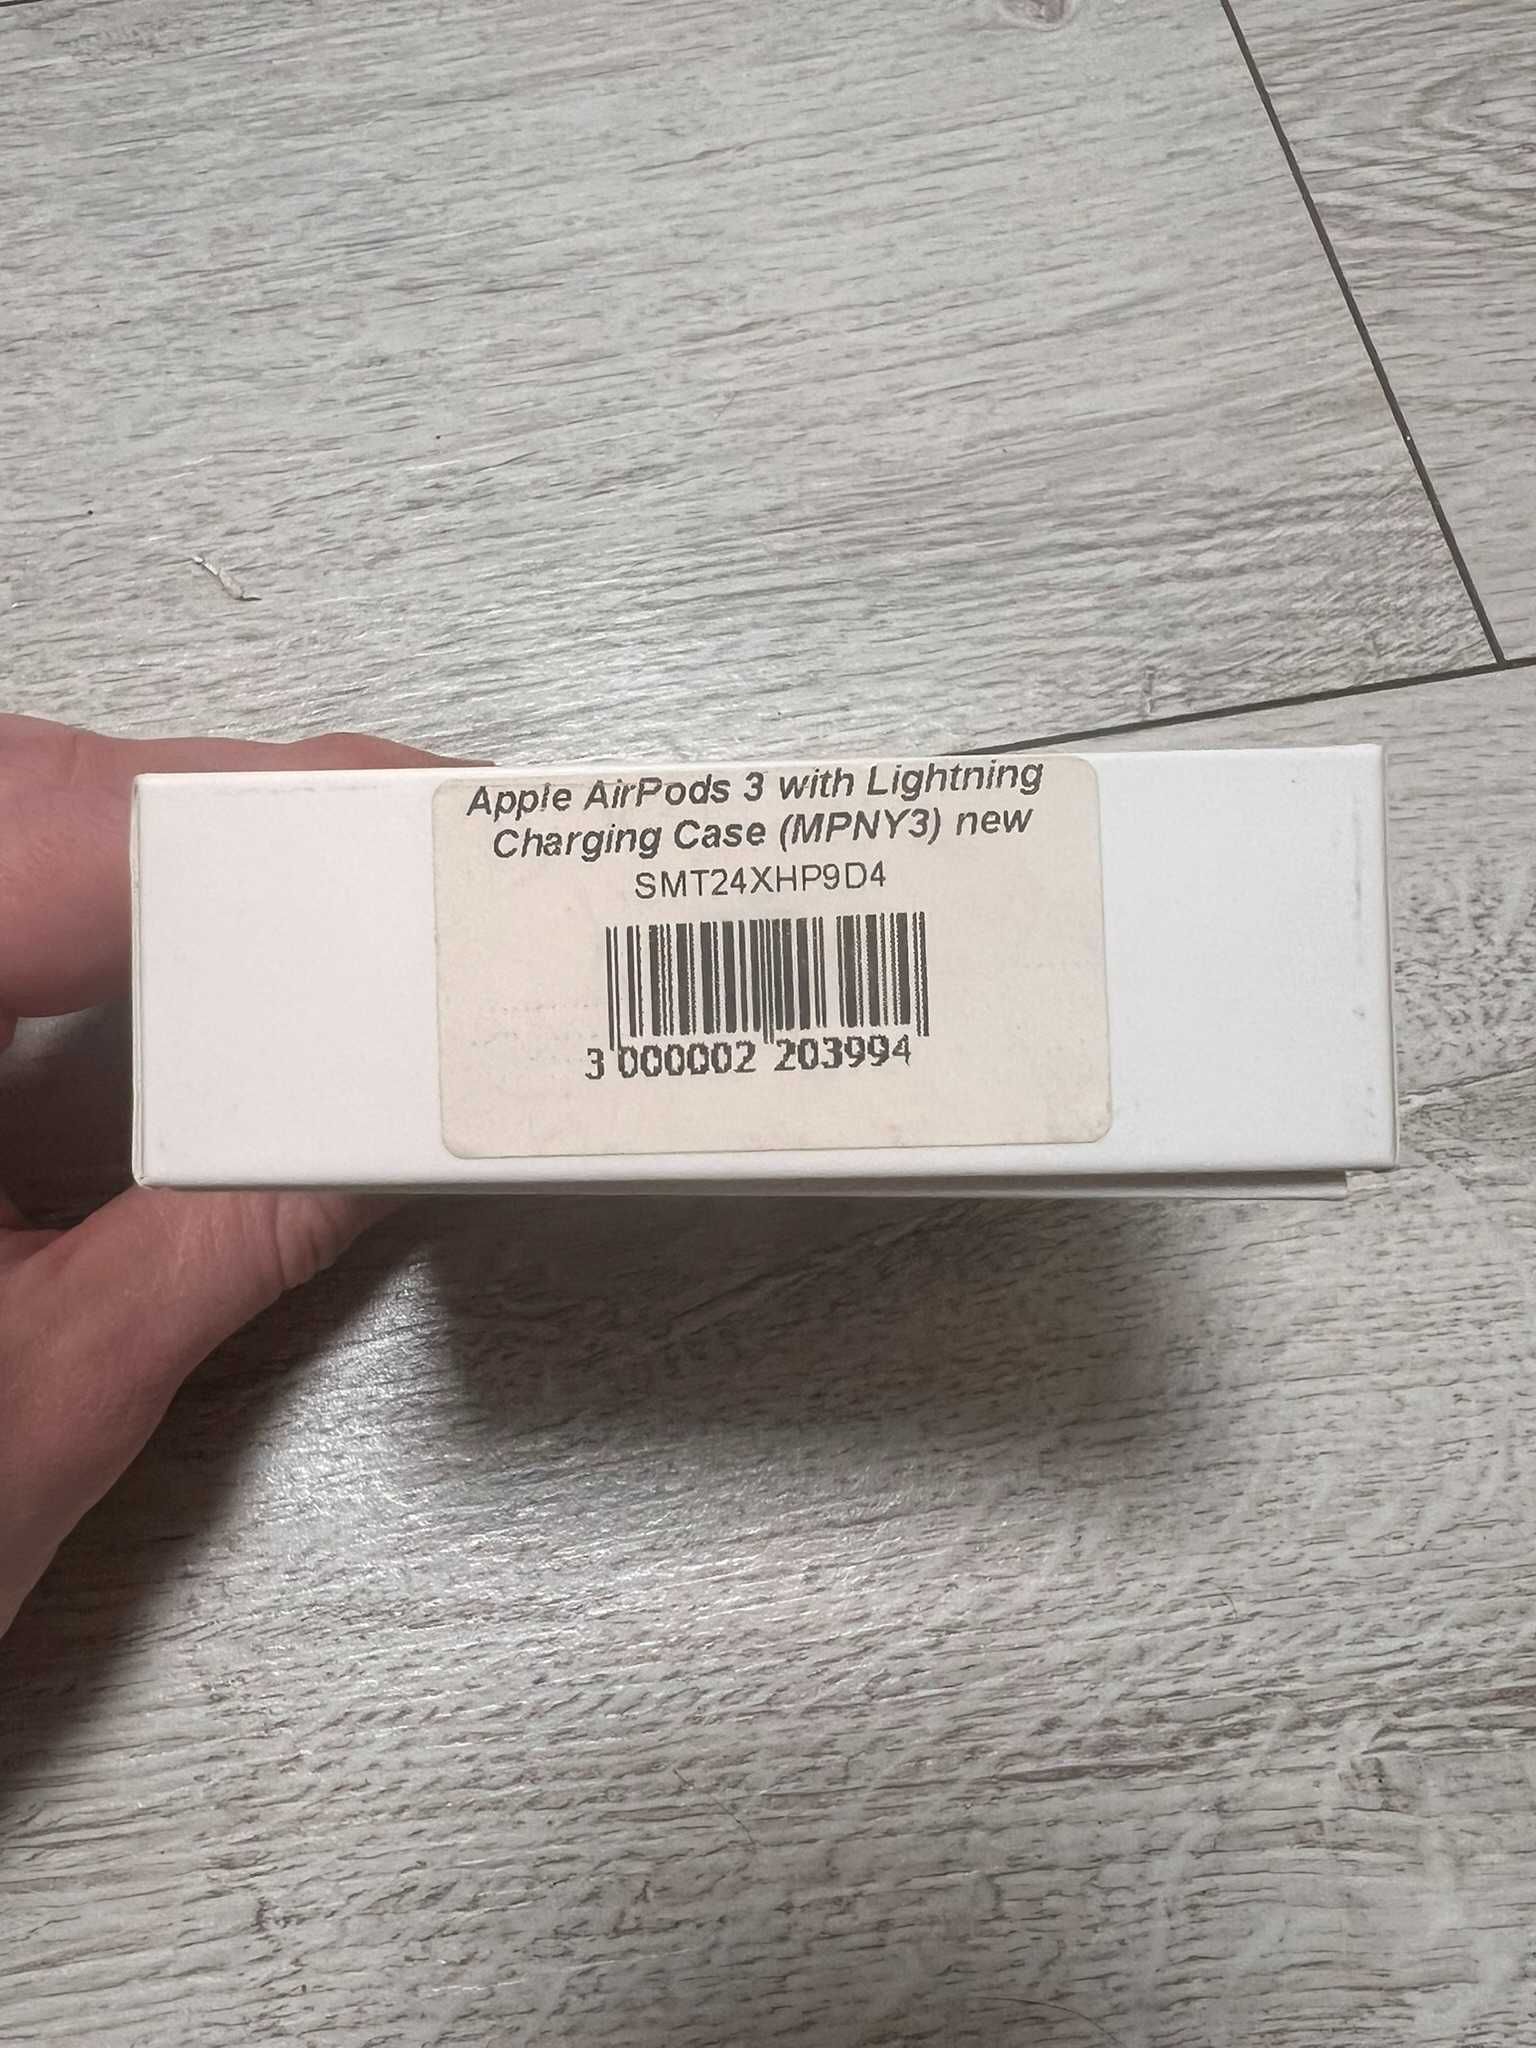 Apple AirPods 3 with Lightning
Charging Case (MPNY3) new
SMT24XHP9D4
3 000002 203994